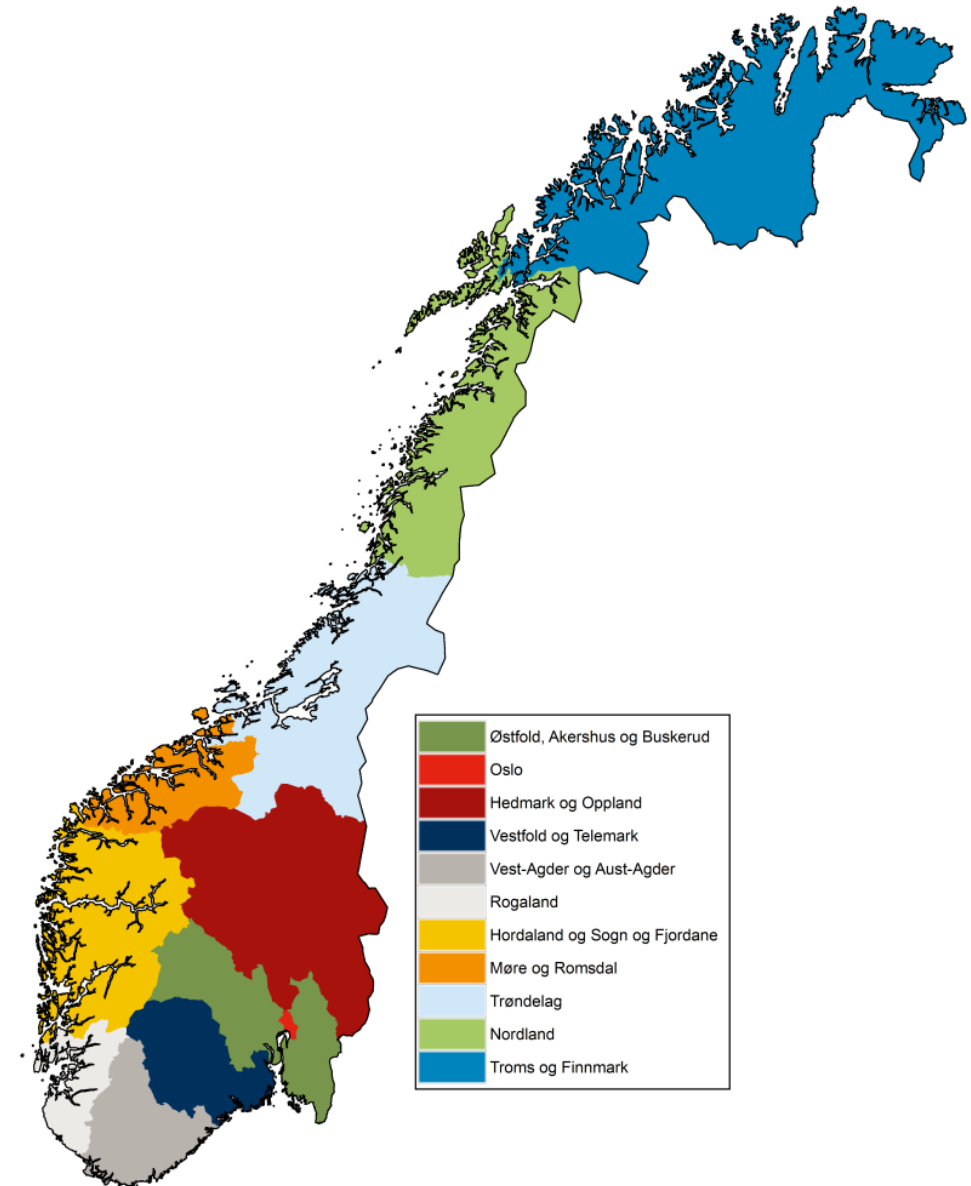 Østfold, Akershus og Buskerud
Oslo
Hedmark og Oppland
Vestfold og Telemark
Vest-Agder og Aust-Agder
Rogaland
Hordaland og Sogn og Fjordane
Møre og Romsdal
Trøndelag
Nordland
Troms og Finnmark